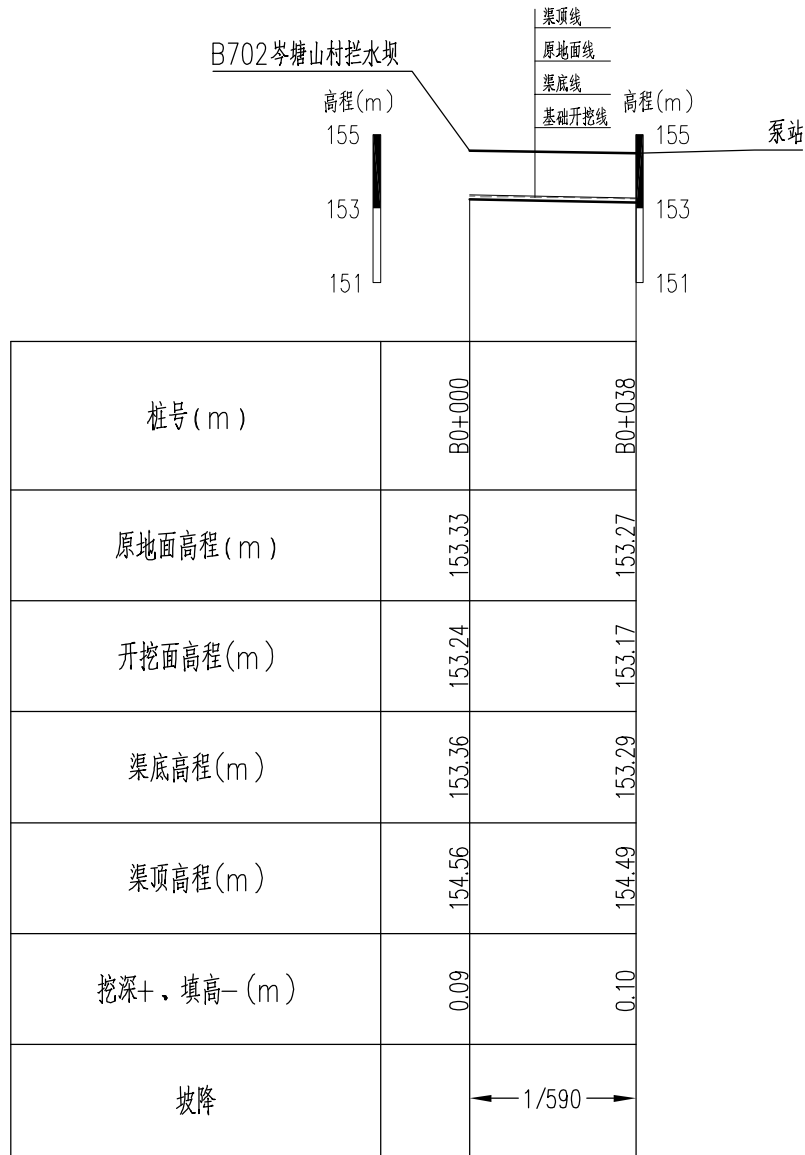 渠顶线
原地面线
渠底线
基础开挖线
B702岑塘山村拦水坝
高程(m)
155
153
151
高程(m)
155
153
151
泵站
桩号(m) B0+000 B0+038
原地面高程(m) 153.33 153.27
开挖面高程(m) 153.24 153.17
渠底高程(m) 153.36 153.29
渠顶高程(m) 154.56 154.49
挖深+、填高-(m) 0.09 0.10
坡降 1/590